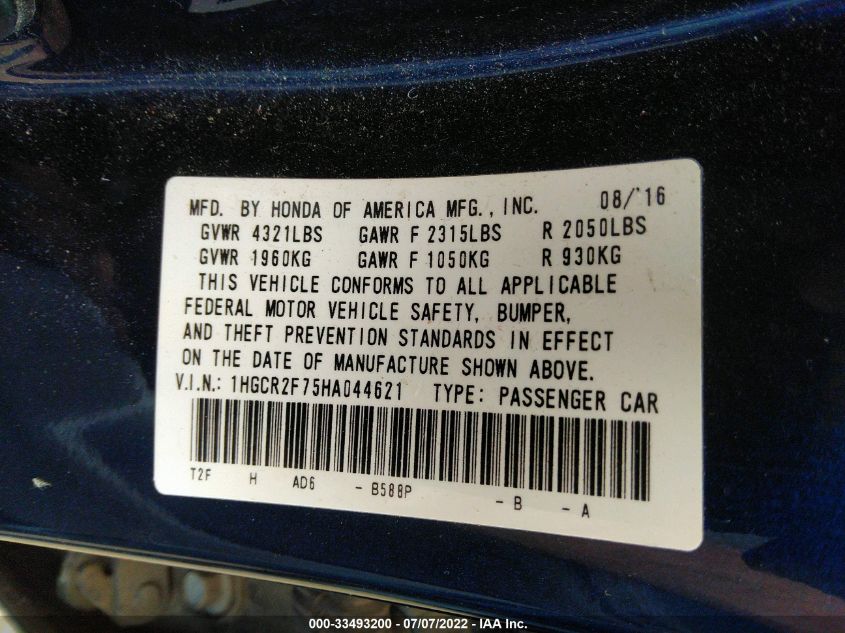 MFD. BY HONDA OF AMERICA MFG., INC. 08/'16
GVWR 4321LBS GAWR F 2315LBS R 2050LBS
GVWR 1960KG GAWR F 1050KG R 930KG
THIS VEHICLE CONFORMS TO ALL APPLICABLE
FEDERAL MOTOR VEHICLE SAFETY, BUMPER,
AND THEFT PREVENTION STANDARDS IN EFFECT
ON THE DATE OF MANUFACTURE SHOWN ABOVE.
V.I.N.: 1HGCR2F75HA044621 TYPE: PASSENGER CAR
T2F H AD6 - B588P - B - A
000-33493200 - 07/07/2022 - IAA Inc.